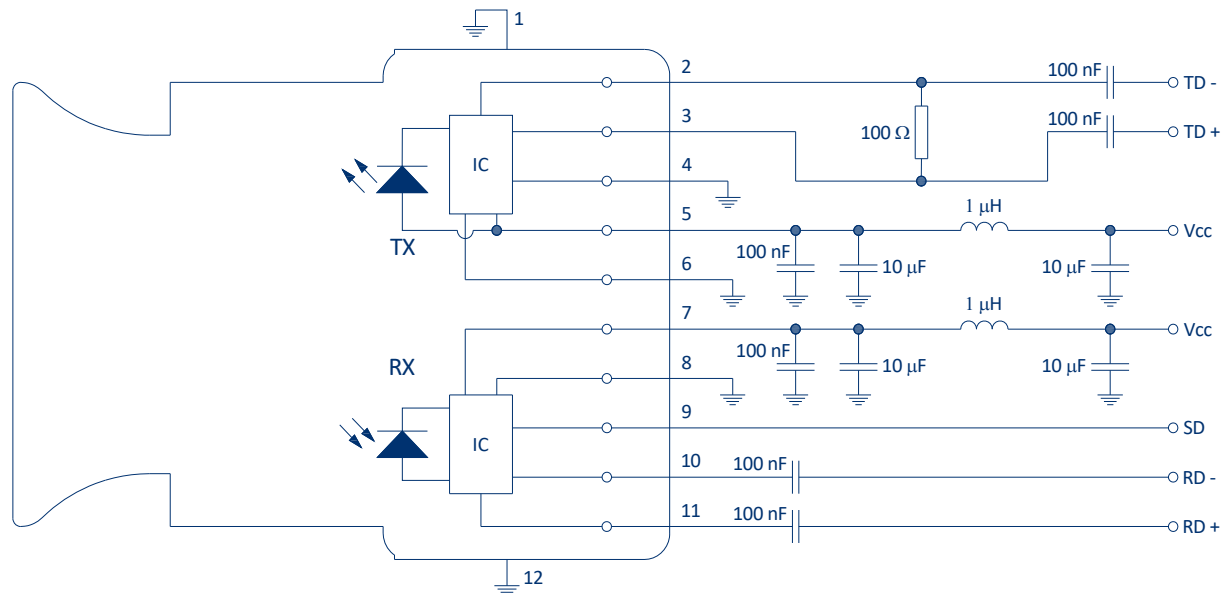 1
2
100 nF
TD -
3
100 nF
100 Ω
TD +
IC
4
5
1 µH
TX
Vcc
100 nF
10 µF
10 µF
6
1 µH
7
Vcc
RX
100 nF
10 µF
10 µF
8
9
SD
IC
10
100 nF
RD -
11
100 nF
RD +
12